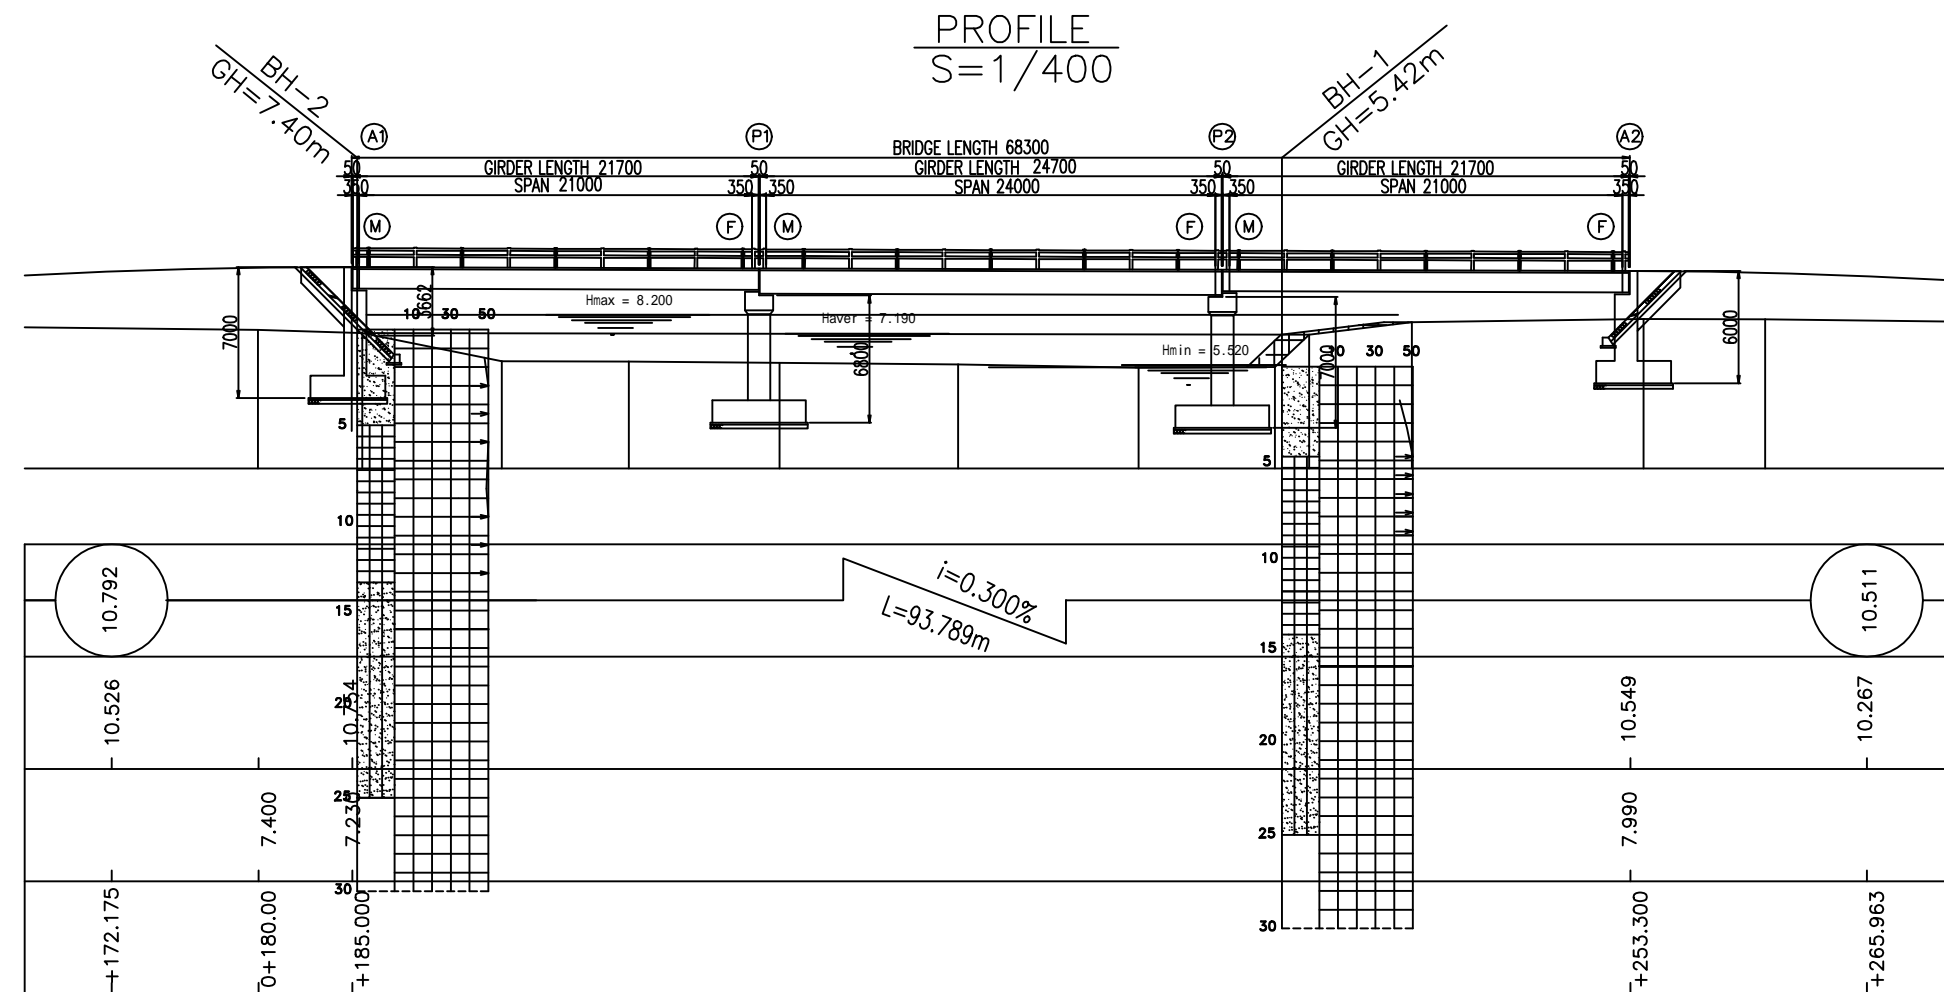 PROFILE
S=1/400
BH-2
GH=7.40m
BH-1
GH=5.42m
A1
P1
P2
A2
BRIDGE LENGTH 68300
50
GIRDER LENGTH 21700
50
GIRDER LENGTH 24700
50
GIRDER LENGTH 21700
50
350
SPAN 21000
350
350
SPAN 24000
350
350
SPAN 21000
350
M
F
M
F
M
F
7000
3662
10
30
50
Hmax = 8.200
Haver = 7.190
6800
Hmin = 5.520
7000
10
30
50
6000
5
10
15
20
25
30
5
10
15
20
25
30
10.792
i=0.300%
L=93.789m
10.511
10.526
10.754
10.549
10.267
7.400
7.230
7.990
+172.175
0+180.00
+185.000
+253.300
+265.963